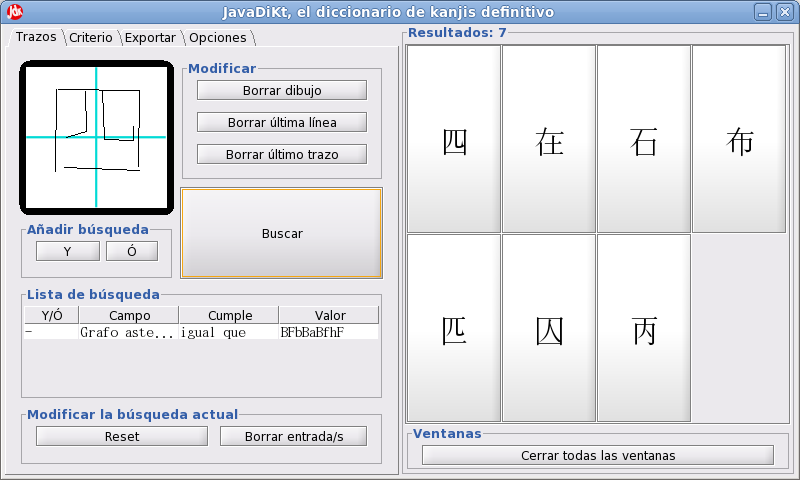 JavaDiKt, el diccionario de kanjis definitivo
Trazos Criterio Exportar Opciones
Modificar
Borrar dibujo
Borrar última línea
Borrar último trazo
Añadir búsqueda
Y Ó
Buscar
Lista de búsqueda
Y/Ó Campo Cumple Valor
- Grafo aste... igual que BFbBaBfhF
Modificar la búsqueda actual
Reset Borrar entrada/s
Resultados: 7
四 在 石 布
匹 囚 丙
Ventanas
Cerrar todas las ventanas